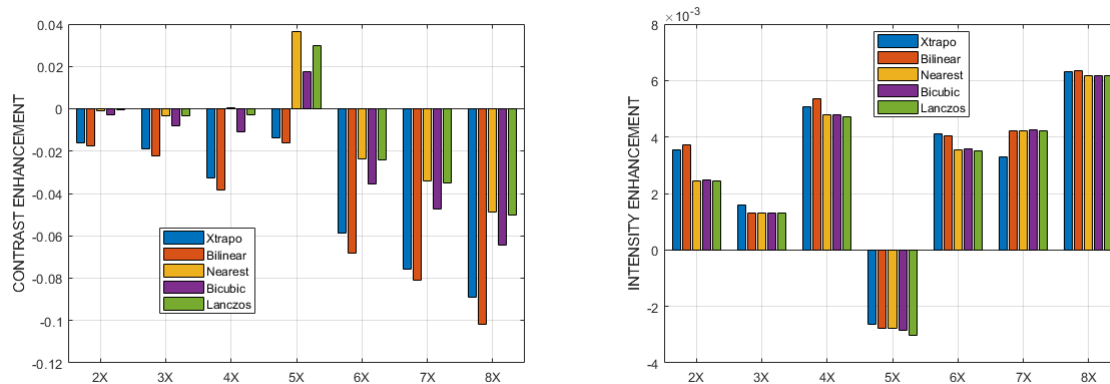 CONTRAST ENHANCEMENT
0.04
0.02
0
-0.02
-0.04
-0.06
-0.08
-0.1
-0.12
Xtrapo
Bilinear
Nearest
Bicubic
Lanczos
2X 3X 4X 5X 6X 7X 8X
INTENSITY ENHANCEMENT
×10⁻³
8
6
4
2
0
-2
-4
Xtrapo
Bilinear
Nearest
Bicubic
Lanczos
2X 3X 4X 5X 6X 7X 8X